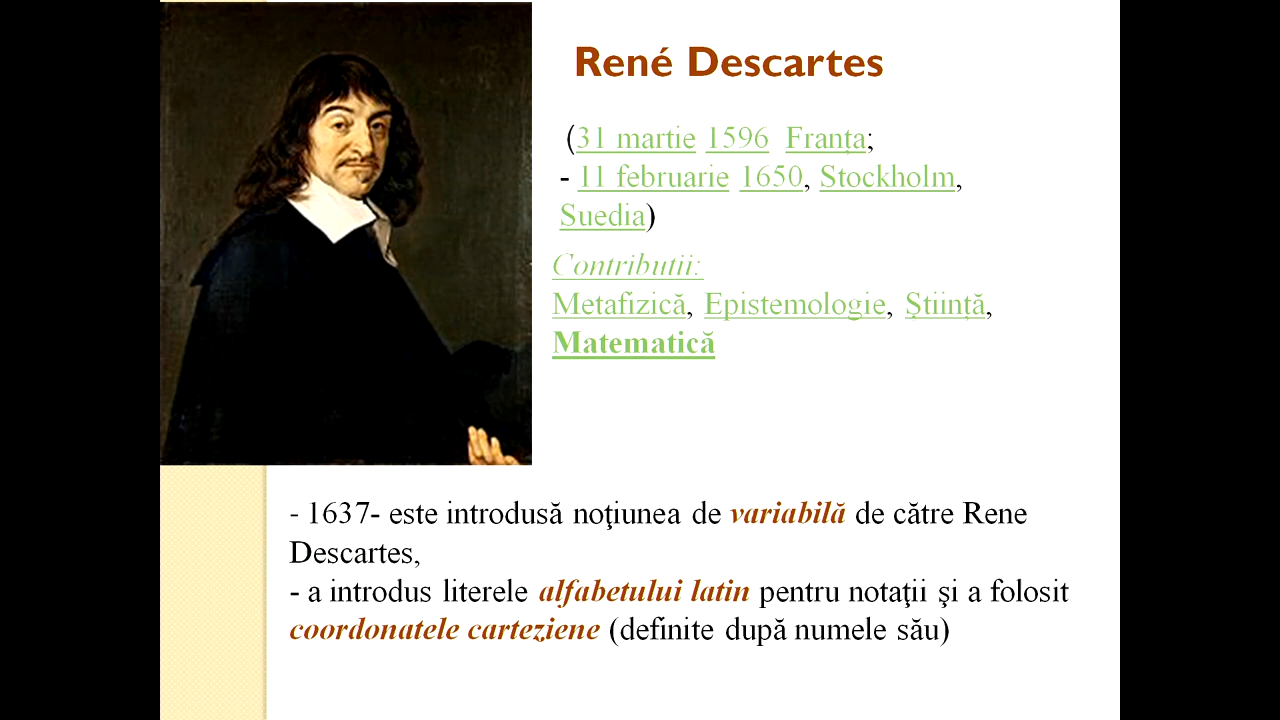 René Descartes
(31 martie 1596 Franța;
- 11 februarie 1650, Stockholm,
Suedia)
Contributii:
Metafizică, Epistemologie, Știință,
Matematică
- 1637- este introdusă noţiunea de variabilă de către Rene
Descartes,
- a introdus literele alfabetului latin pentru notaţii şi a folosit
coordonatele carteziene (definite după numele său)